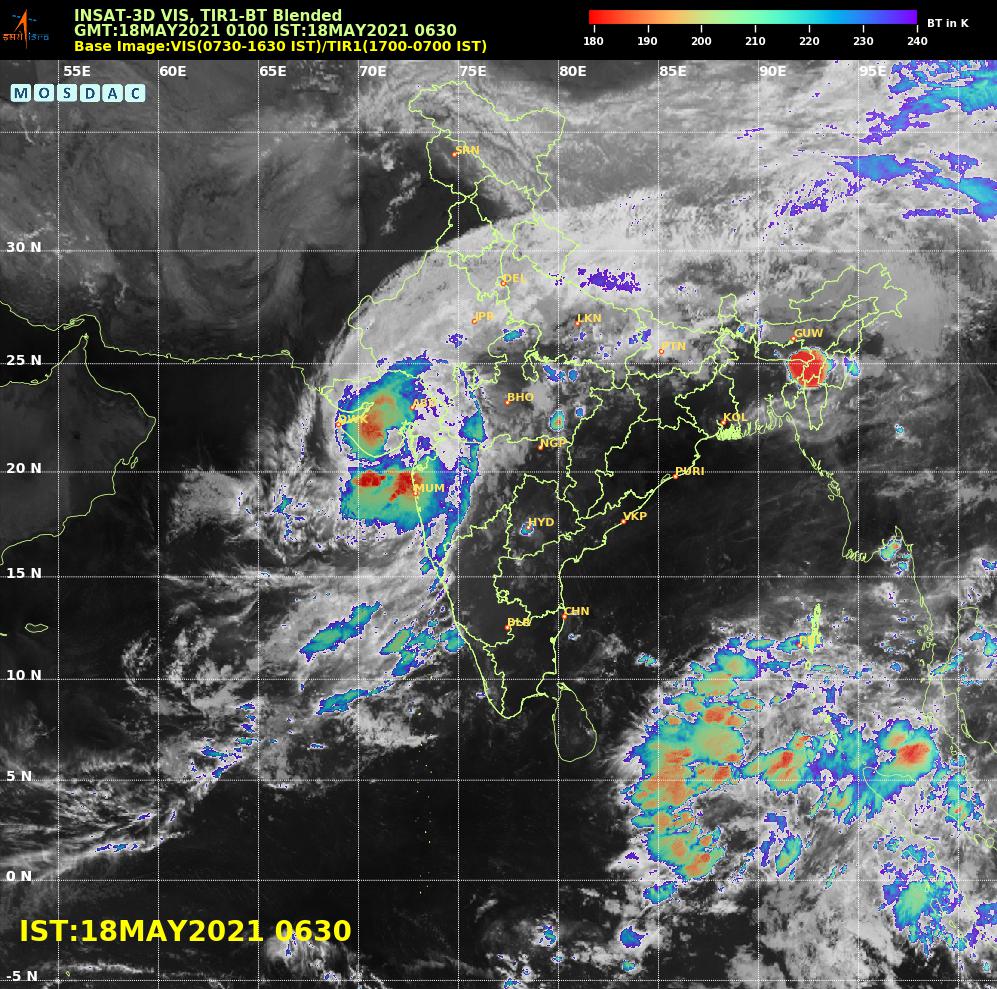 INSAT-3D VIS, TIR1-BT Blended
GMT:18MAY2021 0100 IST:18MAY2021 0630
Base Image:VIS(0730-1630 IST)/TIR1(1700-0700 IST)
BT in K
180 190 200 210 220 230 240
55E 60E 65E 70E 75E 80E 85E 90E 95E
MOSDAC
SRN
30 N
DEL
JPR
LKN
GUW
PTN
25 N
BHO
DWK
KOL
NGP
20 N
PURI
MUM
HYD
VKP
15 N
CHN
BLB
10 N
5 N
0 N
IST:18MAY2021 0630
-5 N